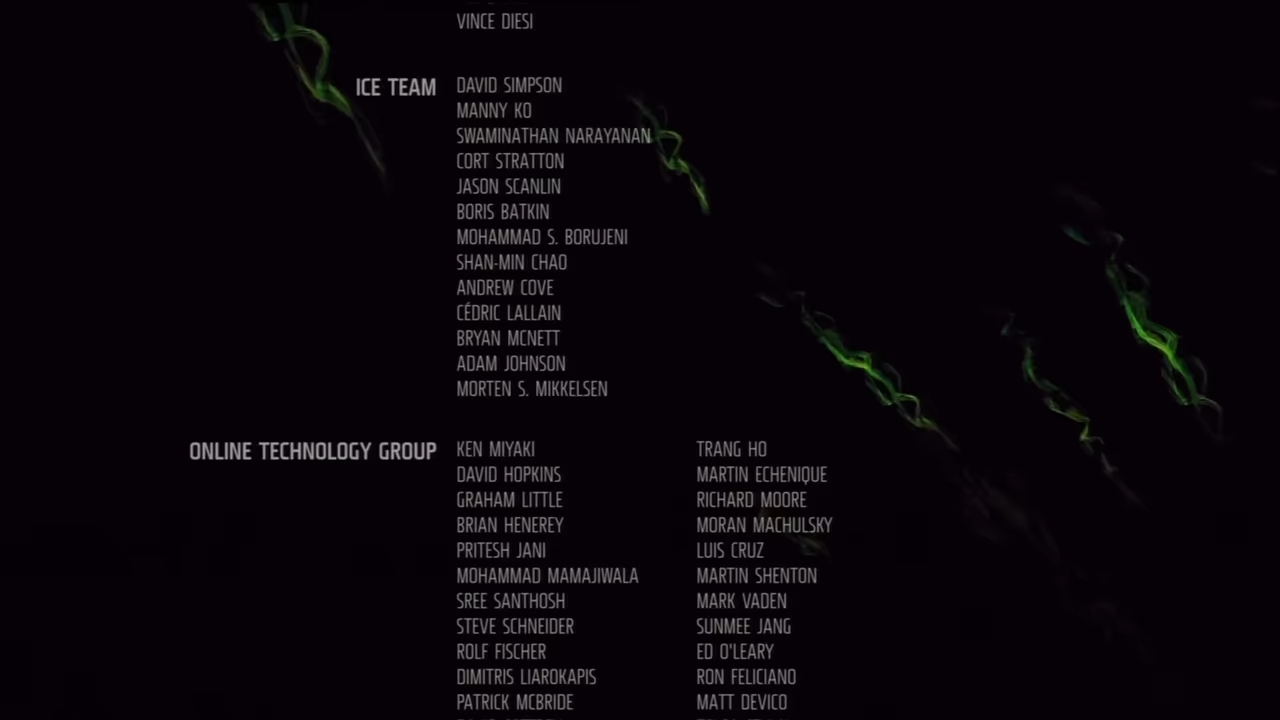 VINCE DIESI
ICE TEAM DAVID SIMPSON
MANNY KO
SWAMINATHAN NARAYANAN
CORT STRATTON
JASON SCANLIN
BORIS BATKIN
MOHAMMAD S. BORUJENI
SHAN-MIN CHAO
ANDREW COVE
CÉDRIC LALLAIN
BRYAN MCNETT
ADAM JOHNSON
MORTEN S. MIKKELSEN
ONLINE TECHNOLOGY GROUP KEN MIYAKI TRANG HO
DAVID HOPKINS MARTIN ECHENIQUE
GRAHAM LITTLE RICHARD MOORE
BRIAN HENEREY MORAN MACHULSKY
PRITESH JANI LUIS CRUZ
MOHAMMAD MAMAJIWALA MARTIN SHENTON
SREE SANTHOSH MARK VADEN
STEVE SCHNEIDER SUNMEE JANG
ROLF FISCHER ED O'LEARY
DIMITRIS LIAROKAPIS RON FELICIANO
PATRICK MCBRIDE MATT DEVICO